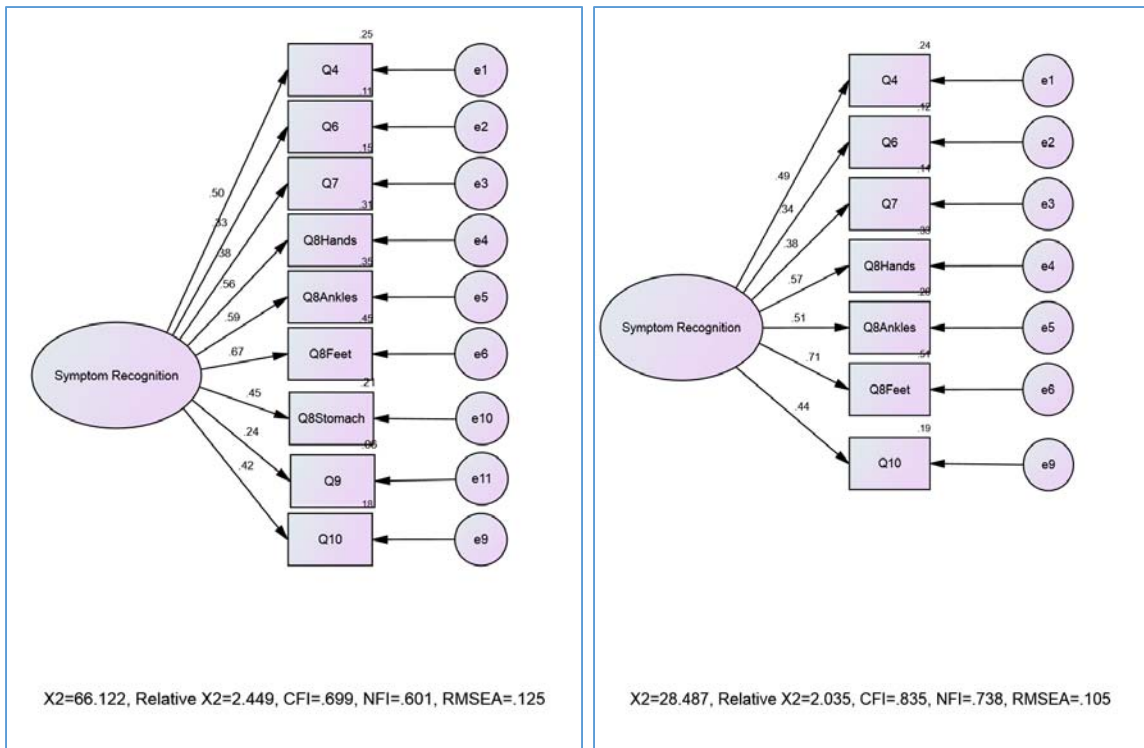 .25
Q4
e1
.11
Q6
e2
.15
.50
Q7
e3
.31
.33
Q8Hands
e4
.38
.35
.56
Q8Ankles
e5
.59
.45
.67
Q8Feet
e6
Symptom Recognition
.21
.45
Q8Stomach
e10
.24
.06
.42
Q9
e11
.18
Q10
e9
X2=66.122, Relative X2=2.449, CFI=.699, NFI=.601, RMSEA=.125
.24
Q4
e1
.12
Q6
e2
.49
.14
.34
Q7
e3
.38
.33
.57
Q8Hands
e4
Symptom Recognition
.51
Q8Ankles
e5
.51
.71
Q8Feet
e6
.44
.19
Q10
e9
X2=28.487, Relative X2=2.035, CFI=.835, NFI=.738, RMSEA=.105